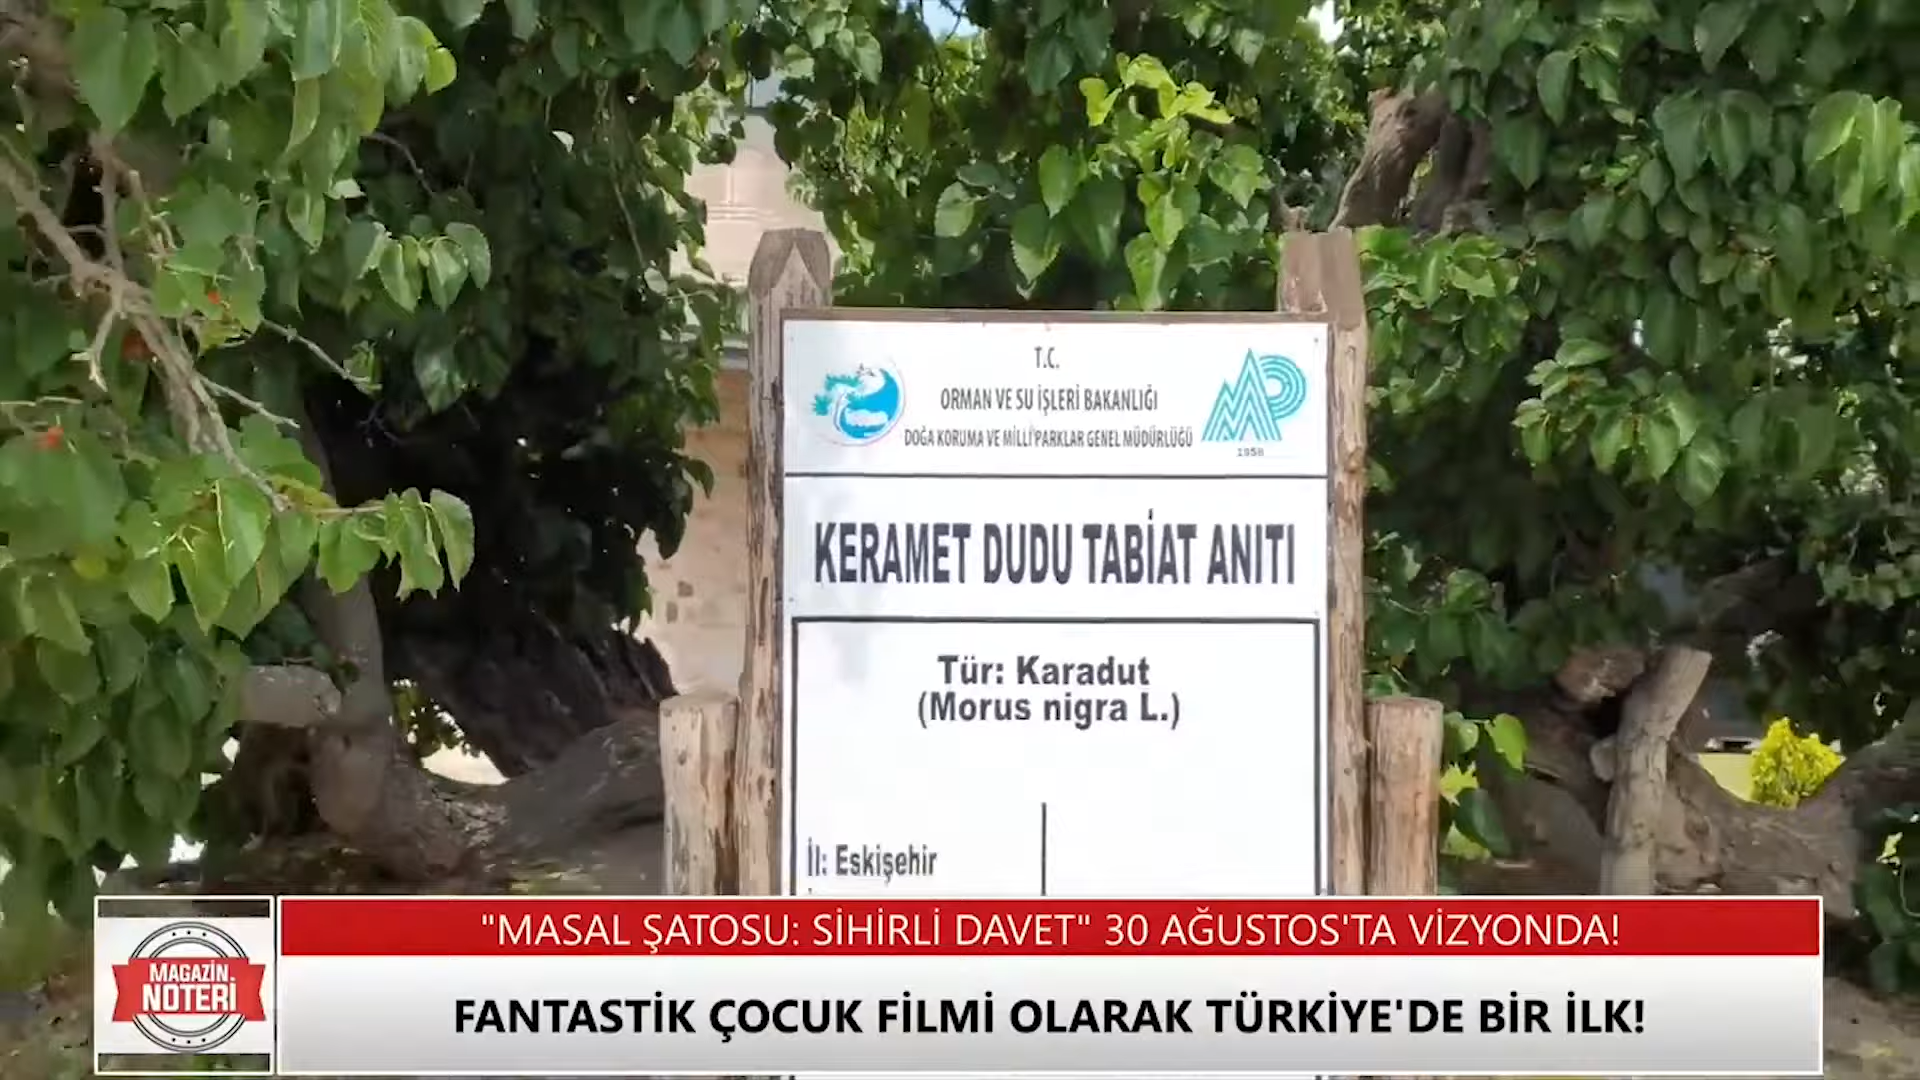 T.C.
ORMAN VE SU İŞLERİ BAKANLIĞI
DOĞA KORUMA VE MİLLİ PARKLAR GENEL MÜDÜRLÜĞÜ
1958
KERAMET DUDU TABİAT ANITI
Tür: Karadut
(Morus nigra L.)
İl: Eskişehir
"MASAL ŞATOSU: SİHİRLİ DAVET" 30 AĞUSTOS'TA VİZYONDA!
MAGAZİN
NOTERİ
FANTASTİK ÇOCUK FİLMİ OLARAK TÜRKİYE'DE BİR İLK!